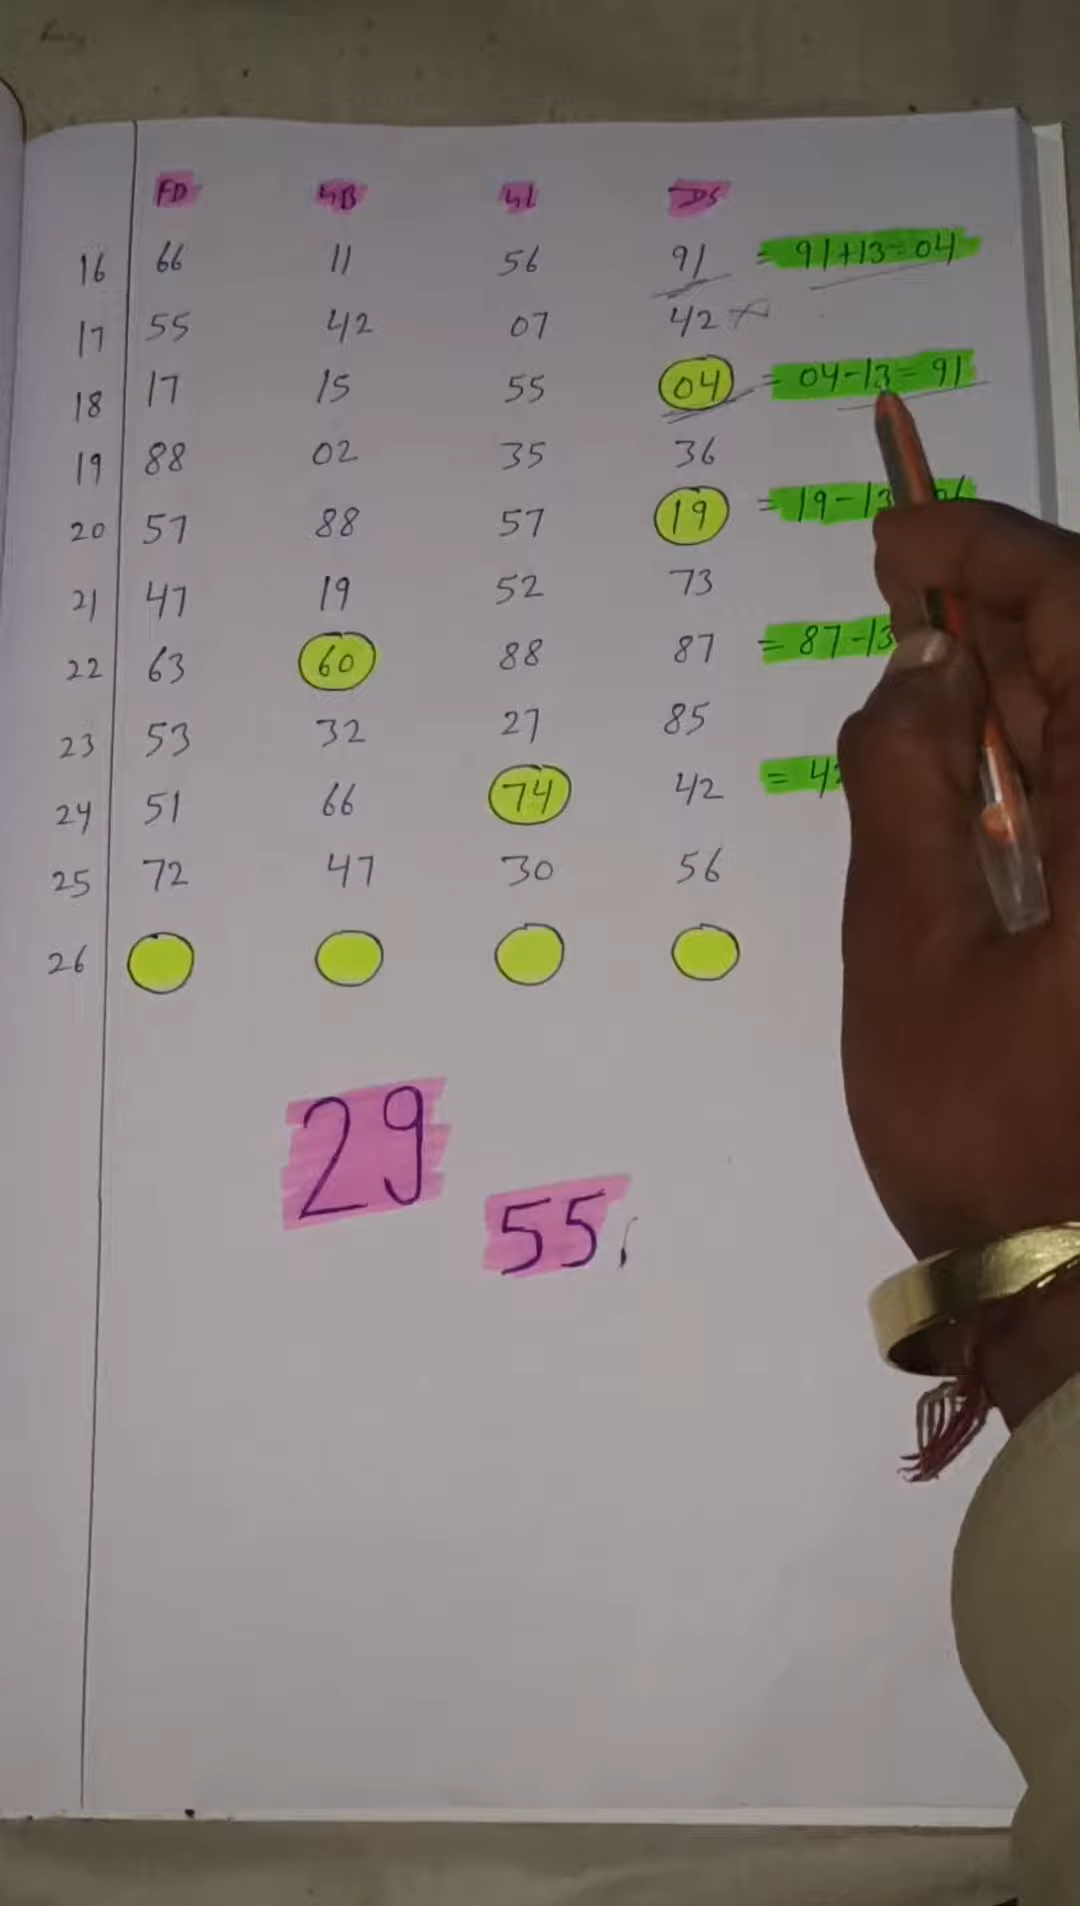 FD GB GL DS
16 66 11 56 91 = 91+13=04
17 55 42 07 42 ×
18 17 15 55 04 = 04-13=91
19 88 02 35 36
20 57 88 57 19 = 19-13
21 47 19 52 73
22 63 60 88 87 = 87-13
23 53 32 27 85
24 51 66 74 42 = 42
25 72 47 30 56
26
29
55